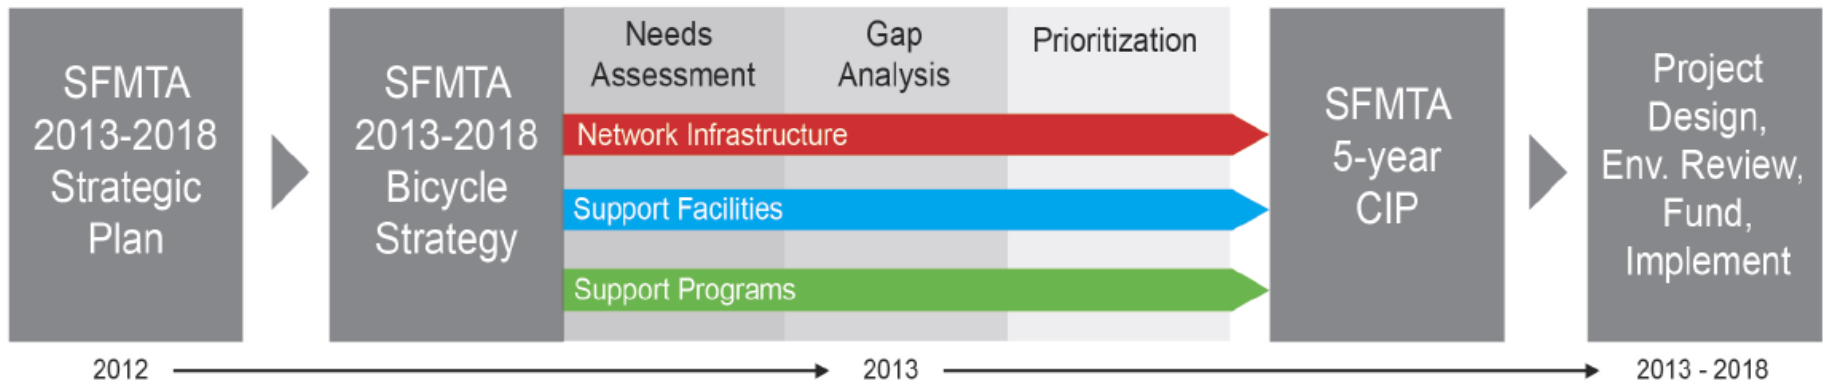 SFMTA
2013-2018
Strategic
Plan
SFMTA
2013-2018
Bicycle
Strategy
Needs
Assessment
Gap
Analysis
Prioritization
Network Infrastructure
Support Facilities
Support Programs
SFMTA
5-year
CIP
Project
Design,
Env. Review,
Fund,
Implement
2012
2013
2013 - 2018